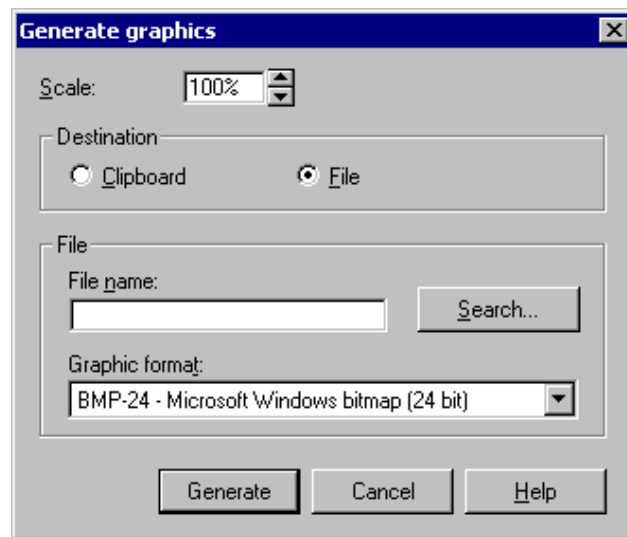 Generate graphics
Scale: 100%
Destination
Clipboard File
File
File name:
Search...
Graphic format:
BMP-24 - Microsoft Windows bitmap (24 bit)
Generate Cancel Help